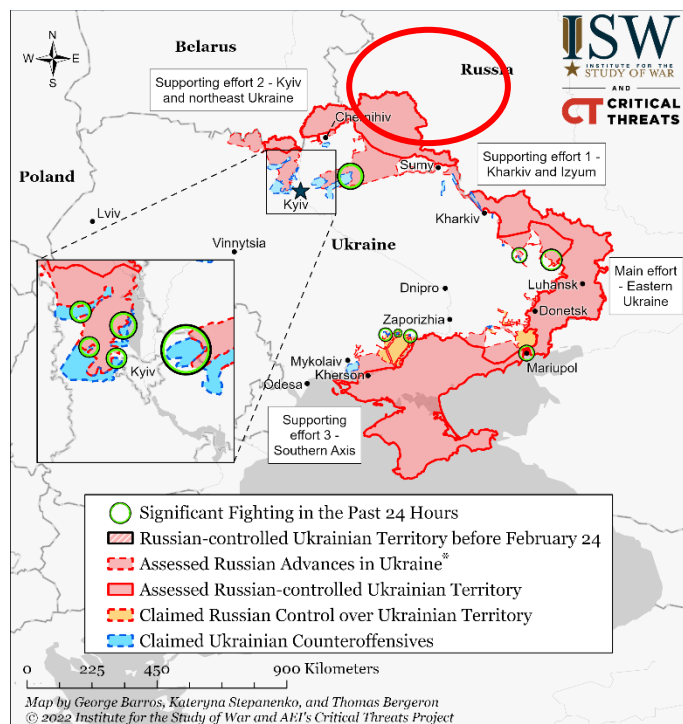 Belarus
Russia
ISW
INSTITUTE FOR THE
STUDY OF WAR
AND
CT CRITICAL
THREATS
N
W E
S
Supporting effort 2 - Kyiv
and northeast Ukraine
Chernihiv
Poland
Sumy
Supporting effort 1 -
Kharkiv and Izyum
Kyiv
Lviv
Kharkiv
Vinnytsia
Ukraine
Main effort
- Eastern
Ukraine
Dnipro
Luhansk
Donetsk
Zaporizhia
Mykolaiv
Kherson
Mariupol
Odesa
Kyiv
Supporting
effort 3 -
Southern Axis
Significant Fighting in the Past 24 Hours
Russian-controlled Ukrainian Territory before February 24
Assessed Russian Advances in Ukraine*
Assessed Russian-controlled Ukrainian Territory
Claimed Russian Control over Ukrainian Territory
Claimed Ukrainian Counteroffensives
0 225 450 900 Kilometers
Map by George Barros, Kateryna Stepanenko, and Thomas Bergeron
© 2022 Institute for the Study of War and AEI's Critical Threats Project